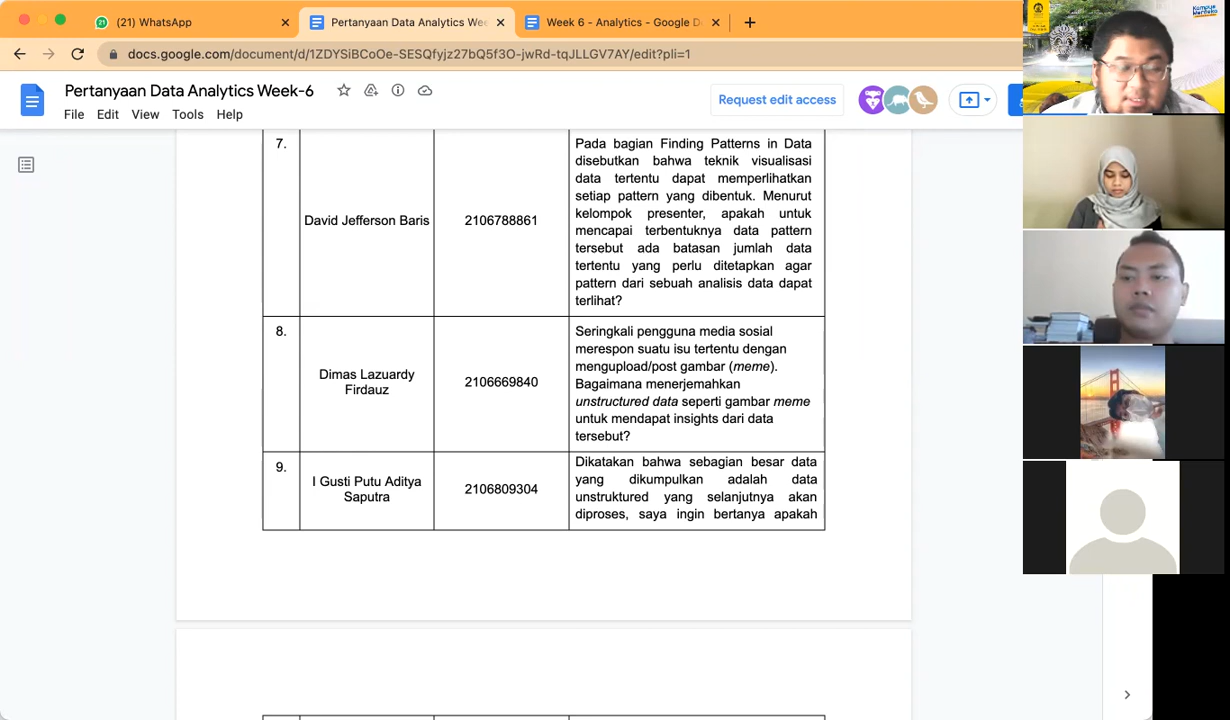 (21) WhatsApp
Pertanyaan Data Analytics Wee
Week 6 - Analytics - Google D
docs.google.com/document/d/1ZDYSiBCoOe-SESQfyjz27bQ5f3O-jwRd-tqJLLGV7AY/edit?pli=1
Pertanyaan Data Analytics Week-6
Request edit access
File Edit View Tools Help
7.
David Jefferson Baris
2106788861
Pada bagian Finding Patterns in Data
disebutkan bahwa teknik visualisasi
data tertentu dapat memperlihatkan
setiap pattern yang dibentuk. Menurut
kelompok presenter, apakah untuk
mencapai terbentuknya data pattern
tersebut ada batasan jumlah data
tertentu yang perlu ditetapkan agar
pattern dari sebuah analisis data dapat
terlihat?
8.
Dimas Lazuardy
Firdauz
2106669840
Seringkali pengguna media sosial
merespon suatu isu tertentu dengan
mengupload/post gambar (meme).
Bagaimana menerjemahkan
unstructured data seperti gambar meme
untuk mendapat insights dari data
tersebut?
9.
I Gusti Putu Aditya
Saputra
2106809304
Dikatakan bahwa sebagian besar data
yang dikumpulkan adalah data
unstruktured yang selanjutnya akan
diproses, saya ingin bertanya apakah